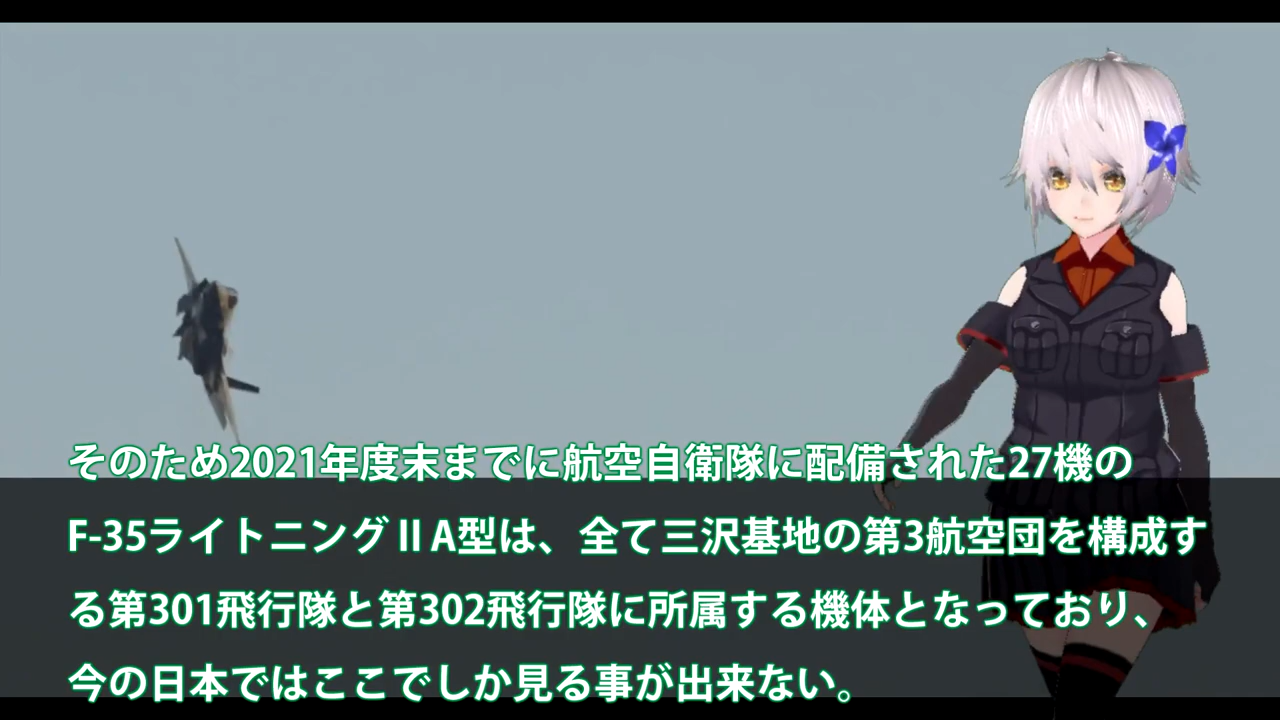 そのため2021年度末までに航空自衛隊に配備された27機の
F-35ライトニングⅡA型は、全て三沢基地の第3航空団を構成す
る第301飛行隊と第302飛行隊に所属する機体となっており、
今の日本ではここでしか見る事が出来ない。